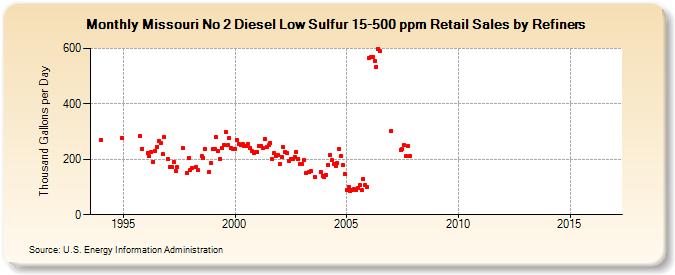 Monthly Missouri No 2 Diesel Low Sulfur 15-500 ppm Retail Sales by Refiners
Thousand Gallons per Day
600
400
200
0
1995 2000 2005 2010 2015
Source: U.S. Energy Information Administration